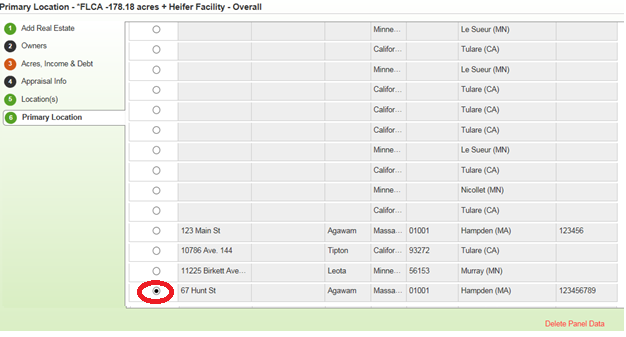 Primary Location - *FLCA -178.18 acres + Heifer Facility - Overall
1 Add Real Estate
2 Owners
3 Acres, Income & Debt
4 Appraisal Info
5 Location(s)
6 Primary Location
Minne... Le Sueur (MN)
Califor... Tulare (CA)
Minne... Le Sueur (MN)
Califor... Tulare (CA)
Califor... Tulare (CA)
Califor... Tulare (CA)
Minne... Le Sueur (MN)
Califor... Tulare (CA)
Minne... Nicollet (MN)
Califor... Tulare (CA)
123 Main St Agawam Massa... 01001 Hampden (MA) 123456
10786 Ave. 144 Tipton Califor... 93272 Tulare (CA)
11225 Birkett Ave... Leota Minne... 56153 Murray (MN)
67 Hunt St Agawam Massa... 01001 Hampden (MA) 123456789
Delete Panel Data